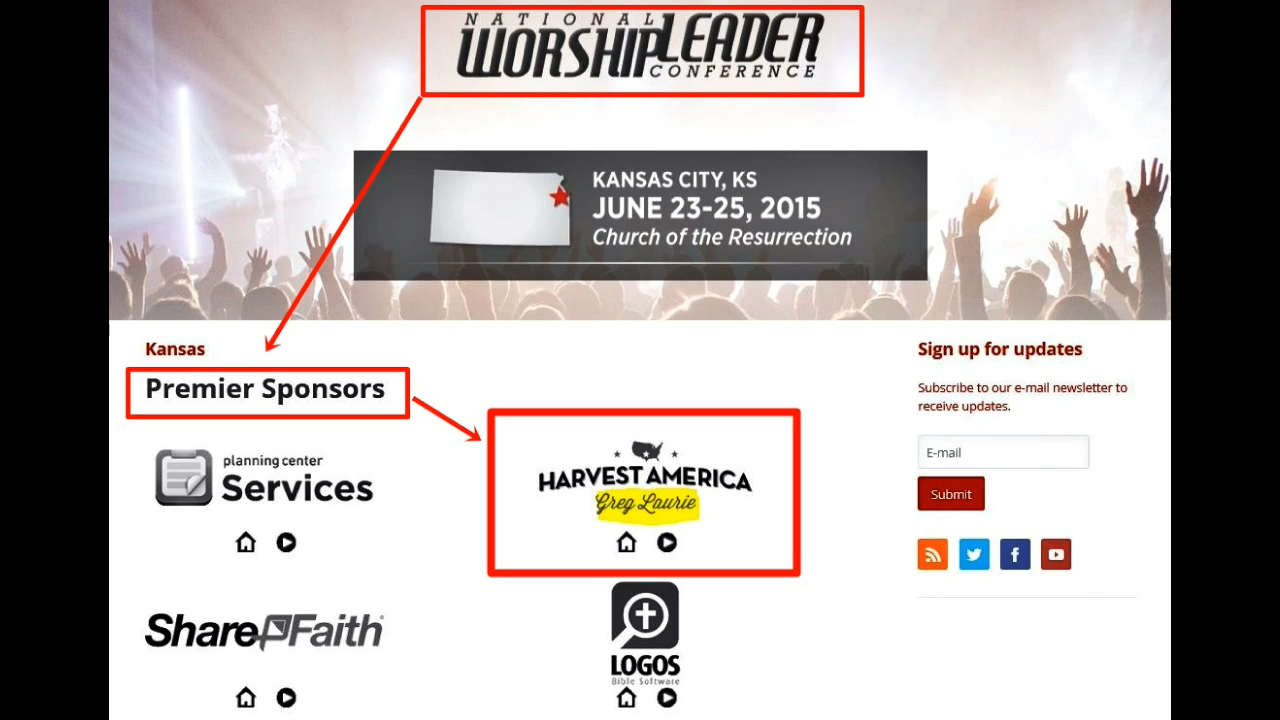 NATIONAL
WORSHIP LEADER
CONFERENCE
KANSAS CITY, KS
JUNE 23-25, 2015
Church of the Resurrection
Kansas
Premier Sponsors
planning center
Services
HARVEST AMERICA
Greg Laurie
ShareFaith
LOGOS
Bible Software
Sign up for updates
Subscribe to our e-mail newsletter to
receive updates.
E-mail
Submit